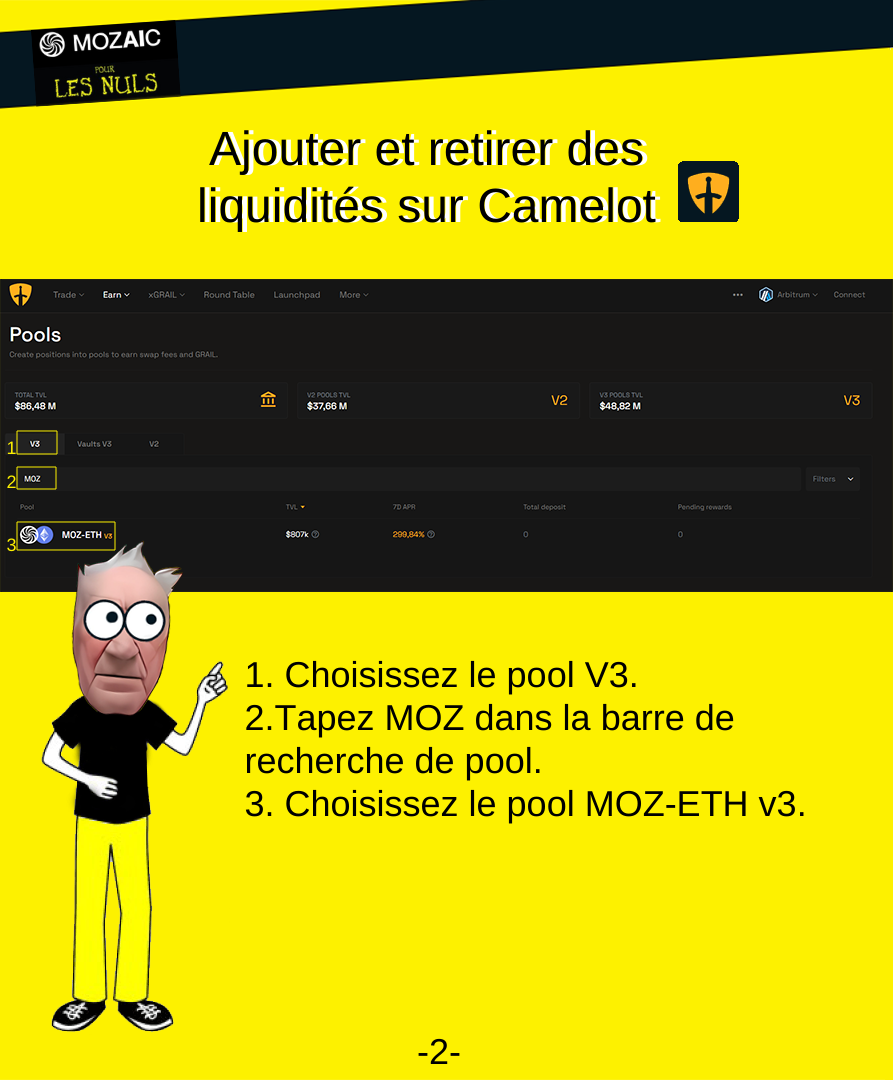 MOZAIC
POUR
LES NULS
Ajouter et retirer des
liquidités sur Camelot
Trade Earn xGRAIL Round Table Launchpad More ••• Arbitrum Connect
Pools
Create positions into pools to earn swap fees and GRAIL.
TOTAL TVL
$86,48 M
V2 POOLS TVL
$37,66 M
V2
V3 POOLS TVL
$48,82 M
V3
1 V3 Vaults V3 V2
2 MOZ Filters
Pool TVL 7D APR Total deposit Pending rewards
3 MOZ-ETH V3 $807k 299,84% 0 0
1. Choisissez le pool V3.
2.Tapez MOZ dans la barre de
recherche de pool.
3. Choisissez le pool MOZ-ETH v3.
-2-